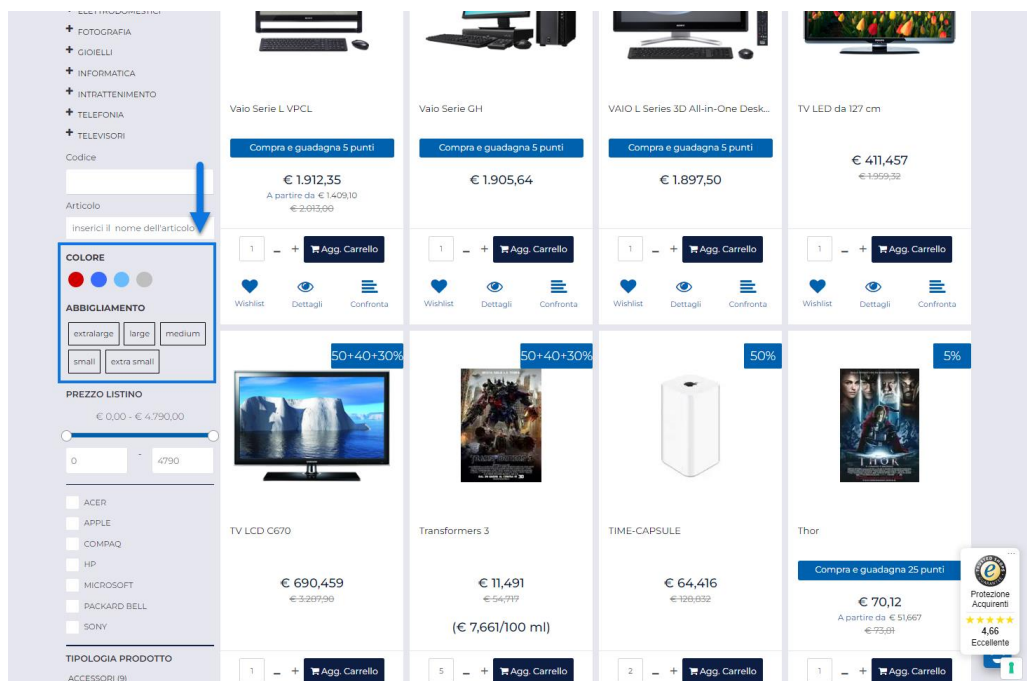 ELETTRODOMESTICI
+ FOTOGRAFIA
+ GIOIELLI
+ INFORMATICA
+ INTRATTENIMENTO
+ TELEFONIA
+ TELEVISORI
Codice
Articolo
inserici il nome dell'articolo
COLORE
ABBIGLIAMENTO
extralarge large medium
small extra small
PREZZO LISTINO
€ 0,00 - € 4.790,00
0 - 4790
ACER
APPLE
COMPAQ
HP
MICROSOFT
PACKARD BELL
SONY
TIPOLOGIA PRODOTTO
ACCESSORI (9)
Vaio Serie L VPCL
Compra e guadagna 5 punti
€ 1.912,35
A partire da € 1.409,10
€ 2.013,00
1 - + Agg. Carrello
Wishlist Dettagli Confronta
Vaio Serie GH
Compra e guadagna 5 punti
€ 1.905,64
1 - + Agg. Carrello
Wishlist Dettagli Confronta
VAIO L Series 3D All-in-One Desk...
Compra e guadagna 5 punti
€ 1.897,50
1 - + Agg. Carrello
Wishlist Dettagli Confronta
TV LED da 127 cm
€ 411,457
€ 1.959,32
1 - + Agg. Carrello
Wishlist Dettagli Confronta
50+40+30%
TV LCD C670
€ 690,459
€ 3.287,90
1 - + Agg. Carrello
50+40+30%
Transformers 3
€ 11,491
€ 54,717
(€ 7,661/100 ml)
5 - + Agg. Carrello
50%
TIME-CAPSULE
€ 64,416
€ 128,832
2 - + Agg. Carrello
5%
THOR
Thor
Compra e guadagna 25 punti
€ 70,12
A partire da € 51,667
€ 73,81
1 - + Agg. Carrello
...
Protezione
Acquirenti
4,66
Eccellente